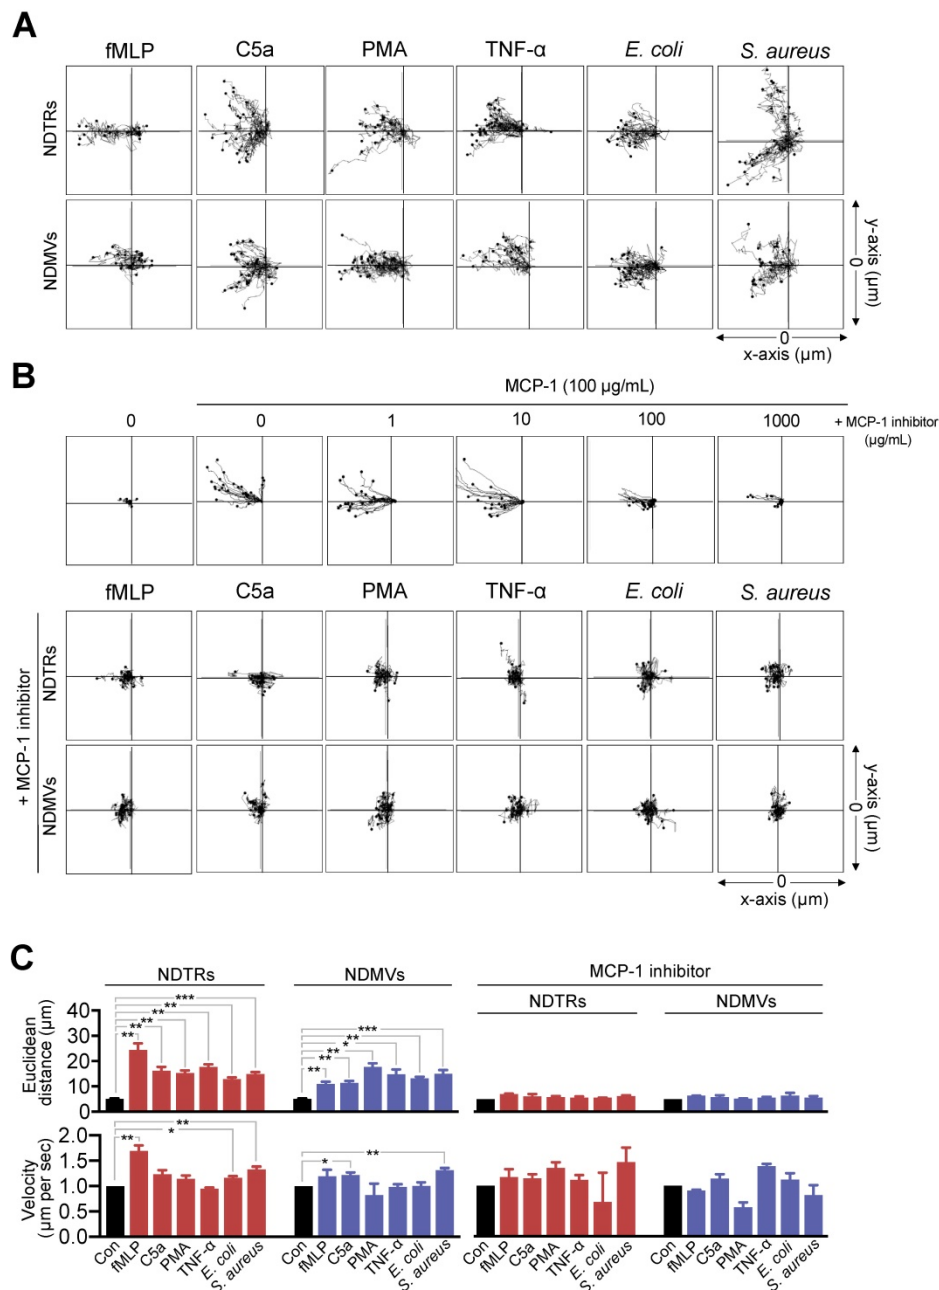 A
fMLP C5a PMA TNF-α E. coli S. aureus
NDTRs
NDMVs
y-axis (µm)
0
0
x-axis (µm)
B
MCP-1 (100 µg/mL)
0 0 1 10 100 1000 + MCP-1 inhibitor
(µg/mL)
fMLP C5a PMA TNF-α E. coli S. aureus
+ MCP-1 inhibitor
NDTRs
NDMVs
y-axis (µm)
0
0
x-axis (µm)
C
NDTRs NDMVs MCP-1 inhibitor
NDTRs NDMVs
Euclidean
distance (µm)
40
30
20
10
0
***
**
**
**
**
**
***
**
*
**
**
**
Velocity
(µm per sec)
2.0
1.5
1.0
0.5
0.0
**
*
**
**
*
Con fMLP C5a PMA TNF-α E. coli S. aureus
Con fMLP C5a PMA TNF-α E. coli S. aureus
Con fMLP C5a PMA TNF-α E. coli S. aureus
Con fMLP C5a PMA TNF-α E. coli S. aureus